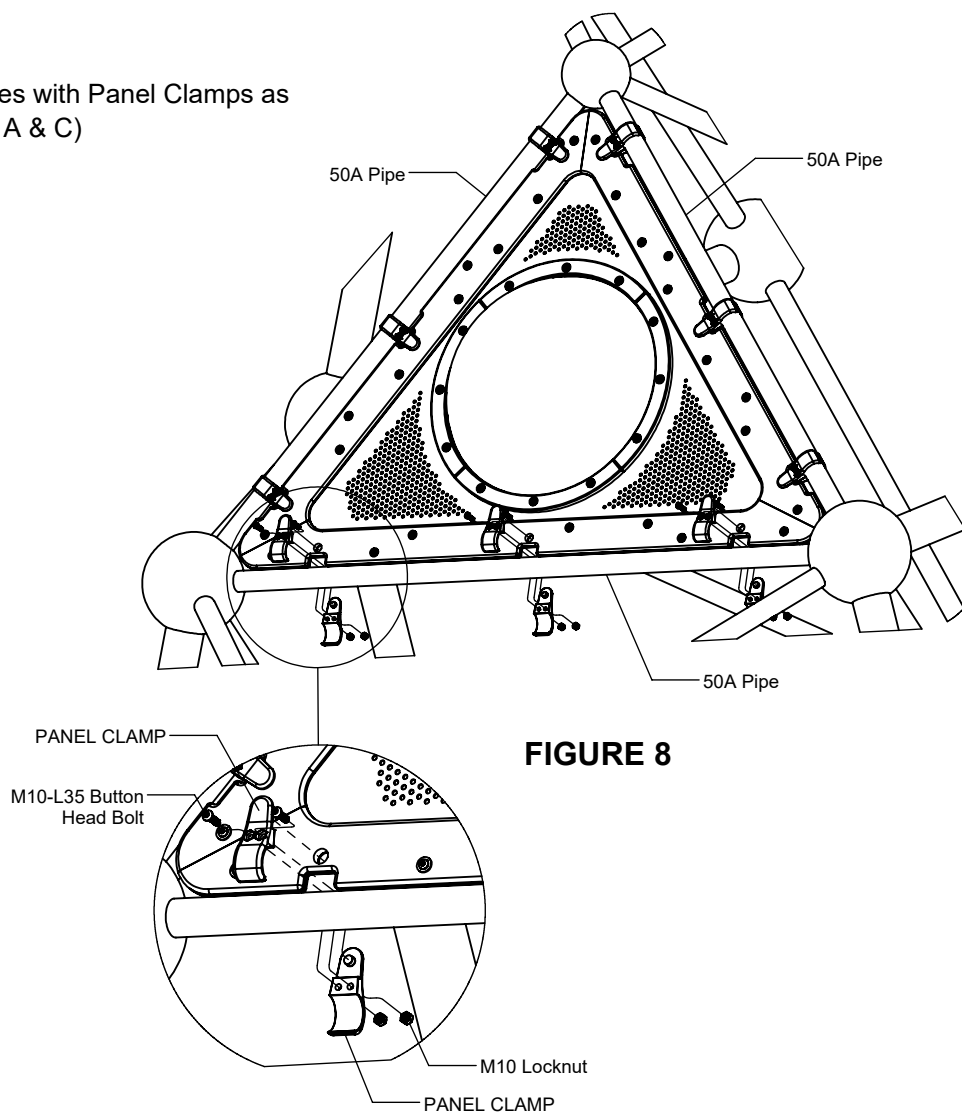 es with Panel Clamps as
A & C)
50A Pipe
50A Pipe
50A Pipe
FIGURE 8
PANEL CLAMP
M10-L35 Button
Head Bolt
M10 Locknut
PANEL CLAMP